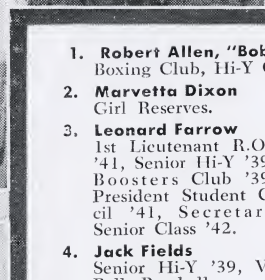 1. Robert Allen, "Bob
Boxing Club, Hi-Y
2. Marvetta Dixon
Girl Reserves.
3. Leonard Farrow
1st Lieutenant R.O
'41, Senior Hi-Y '39
Boosters Club '39
President Student
cil '41, Secretar
Senior Class '42.
4. Jack Fields
Senior Hi-Y '39, V